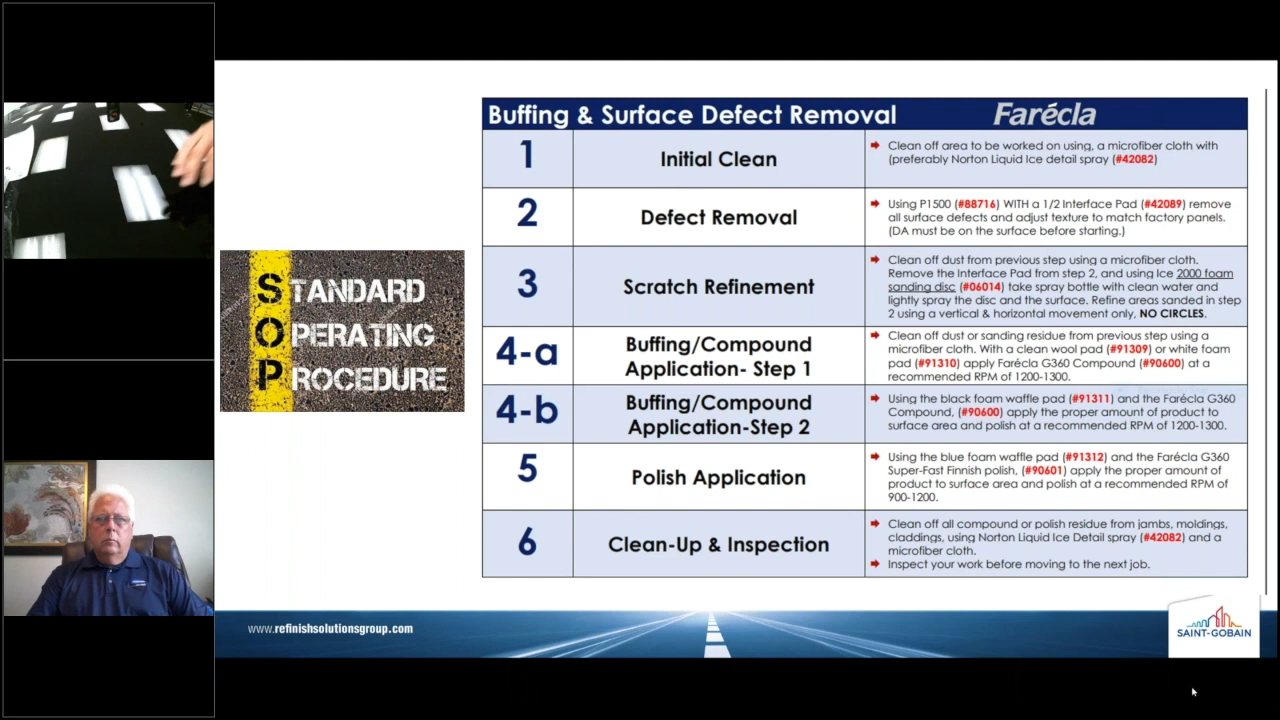 STANDARD
OPERATING
PROCEDURE
Buffing & Surface Defect Removal
Farécla
1
Initial Clean
Clean off area to be worked on using, a microfiber cloth with
(preferably Norton Liquid Ice detail spray (#42082)
2
Defect Removal
Using P1500 (#88716) WITH a 1/2 Interface Pad (#42089) remove
all surface defects and adjust texture to match factory panels.
(DA must be on the surface before starting.)
3
Scratch Refinement
Clean off dust from previous step using a microfiber cloth.
Remove the Interface Pad from step 2, and using Ice 2000 foam
sanding disc (#06014) take spray bottle with clean water and
lightly spray the disc and the surface. Refine areas sanded in step
2 using a vertical & horizontal movement only, NO CIRCLES.
4-a
Buffing/Compound
Application- Step 1
Clean off dust or sanding residue from previous step using a
microfiber cloth. With a clean wool pad (#91309) or white foam
pad (#91310) apply Farécla G360 Compound (#90600) at a
recommended RPM of 1200-1300.
4-b
Buffing/Compound
Application-Step 2
Using the black foam waffle pad (#91311) and the Farécla G360
Compound, (#90600) apply the proper amount of product to
surface area and polish at a recommended RPM of 1200-1300.
5
Polish Application
Using the blue foam waffle pad (#91312) and the Farécla G360
Super-Fast Finnish polish, (#90601) apply the proper amount of
product to surface area and polish at a recommended RPM of
900-1200.
6
Clean-Up & Inspection
Clean off all compound or polish residue from jambs, moldings,
claddings, using Norton Liquid Ice Detail spray (#42082) and a
microfiber cloth.
Inspect your work before moving to the next job.
www.refinishsolutionsgroup.com
SAINT-GOBAIN